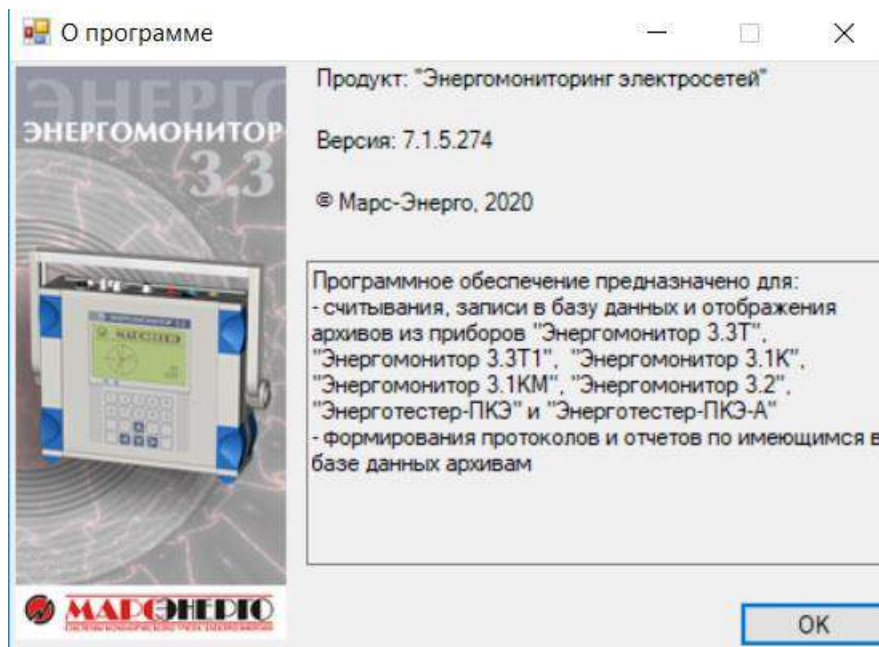 О программе
ЭНЕРГО
ЭНЕРГОМОНИТОР
3.3
Продукт: "Энергомониторинг электросетей"
Версия: 7.1.5.274
© Марс-Энерго, 2020
Программное обеспечение предназначено для:
- считывания, записи в базу данных и отображения
архивов из приборов "Энергомонитор 3.3Т",
"Энергомонитор 3.3Т1", "Энергомонитор 3.1К",
"Энергомонитор 3.1КМ", "Энергомонитор 3.2",
"Энерготестер-ПКЭ" и "Энерготестер-ПКЭ-А"
- формирования протоколов и отчетов по имеющимся в
базе данных архивам
МАРСЭНЕРГО
OK